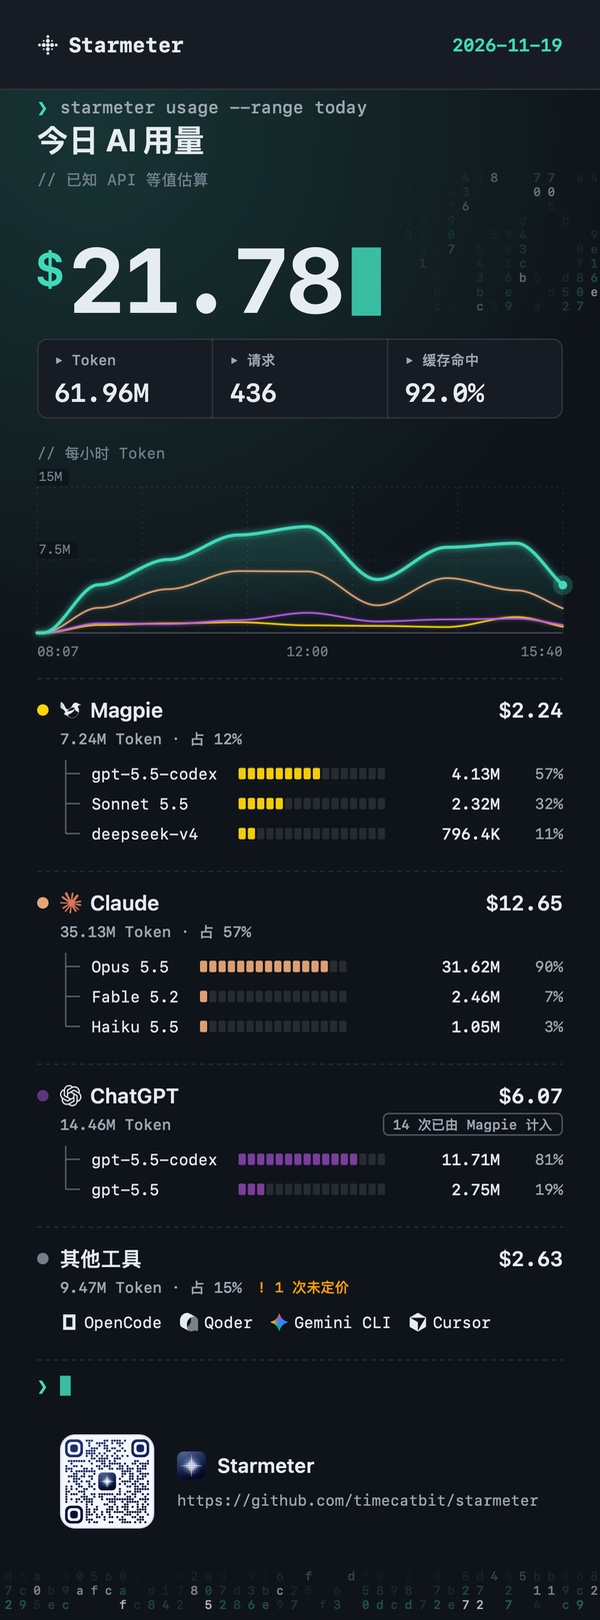 Starmeter
2026-11-19
❯ starmeter usage --range today
今日 AI 用量
// 已知 API 等值估算
$21.78
▸ Token
61.96M
▸ 请求
436
▸ 缓存命中
92.0%
// 每小时 Token
15M
7.5M
08:07 12:00 15:40
Magpie $2.24
7.24M Token · 占 12%
gpt-5.5-codex 4.13M 57%
Sonnet 5.5 2.32M 32%
deepseek-v4 796.4K 11%
Claude $12.65
35.13M Token · 占 57%
Opus 5.5 31.62M 90%
Fable 5.2 2.46M 7%
Haiku 5.5 1.05M 3%
ChatGPT $6.07
14.46M Token 14 次已由 Magpie 计入
gpt-5.5-codex 11.71M 81%
gpt-5.5 2.75M 19%
其他工具 $2.63
9.47M Token · 占 15% ! 1 次未定价
OpenCode Qoder Gemini CLI Cursor
❯
Starmeter
https://github.com/timecatbit/starmeter